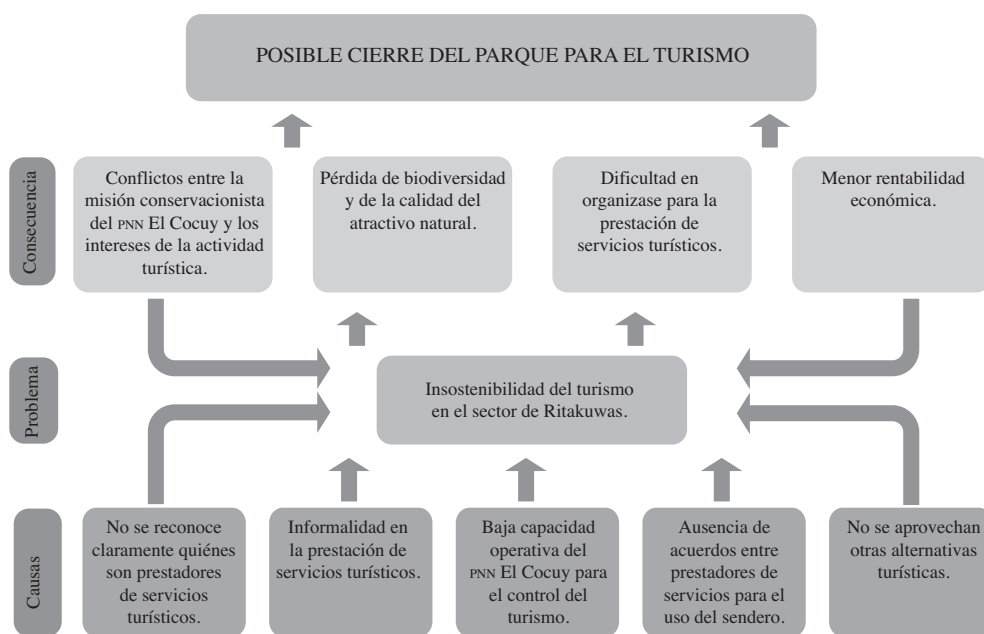 POSIBLE CIERRE DEL PARQUE PARA EL TURISMO
Consecuencia
Conflictos entre la
misión conservacionista
del PNN El Cocuy y los
intereses de la actividad
turística.
Pérdida de biodiversidad
y de la calidad del
atractivo natural.
Dificultad en
organizase para la
prestación de
servicios turísticos.
Menor rentabilidad
económica.
Problema
Insostenibilidad del turismo
en el sector de Ritakuwas.
Causas
No se reconoce
claramente quiénes
son prestadores
de servicios
turísticos.
Informalidad en
la prestación de
servicios turísticos.
Baja capacidad
operativa del
PNN El Cocuy para
el control del
turismo.
Ausencia de
acuerdos entre
prestadores de
servicios para el
uso del sendero.
No se aprovechan
otras alternativas
turísticas.